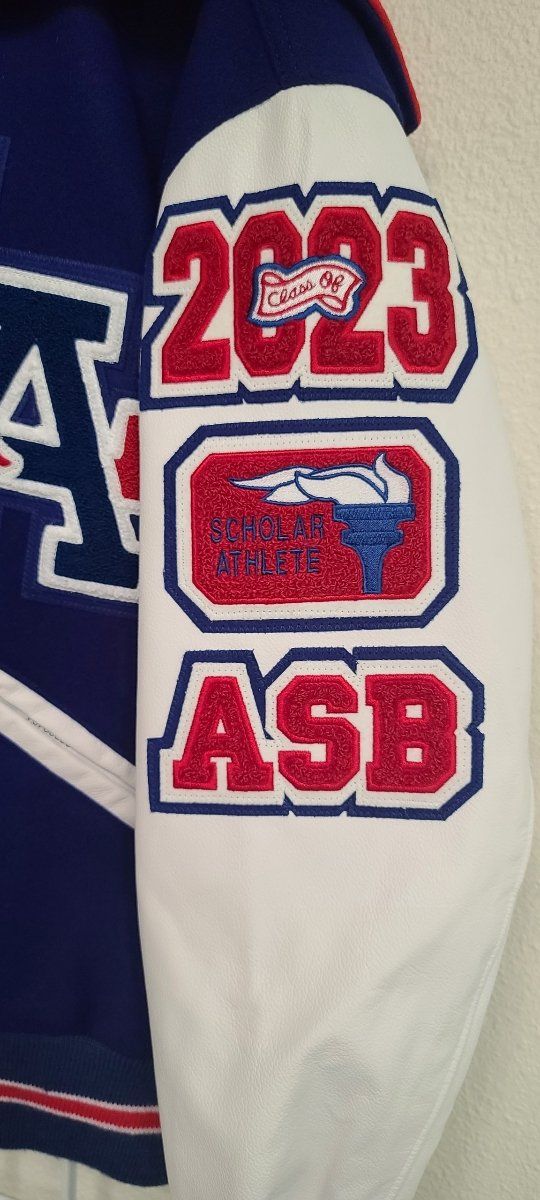 2023
Class Of
SCHOLAR
ATHLETE
ASB
A